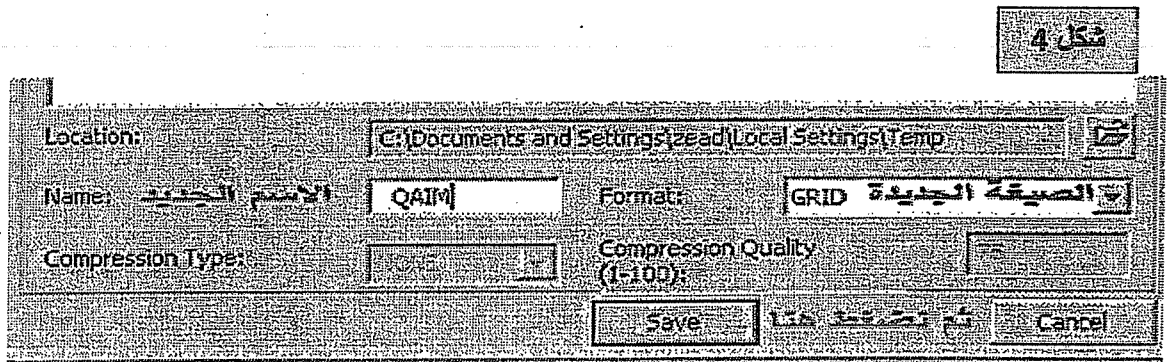 شكل 4
Location: C:\Documents and Settings\zead\Local Settings\Temp
Name: الاسم الجديد QAIM Format: GRID الصيغة الجديدة
Compression Type: Compression Quality (1-100):
Save ثم نضغط هنا Cancel